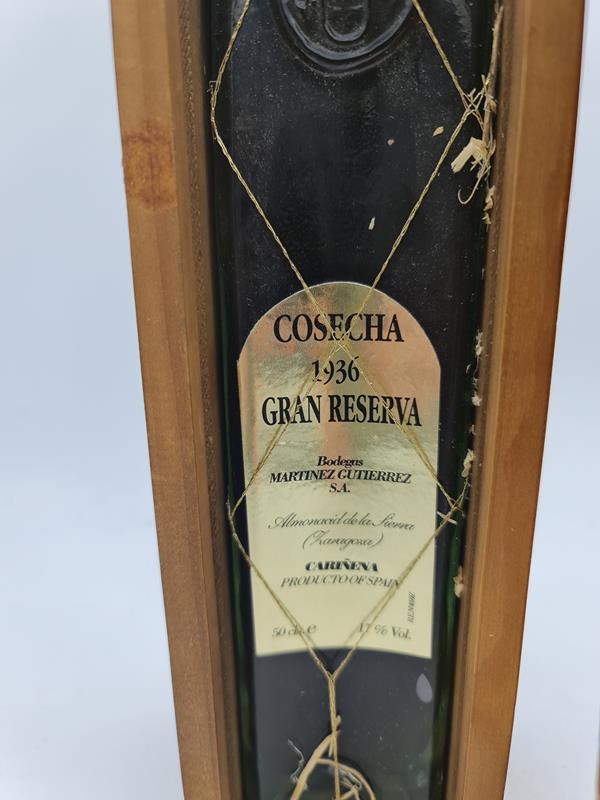 COSECHA
1936
GRAN RESERVA
Bodegas
MARTINEZ GUTIERREZ
S.A.
Almonacid de la Sierra
(Zaragoza)
CARIÑENA
PRODUCTO OF SPAIN
50 cl. e 17 % Vol.